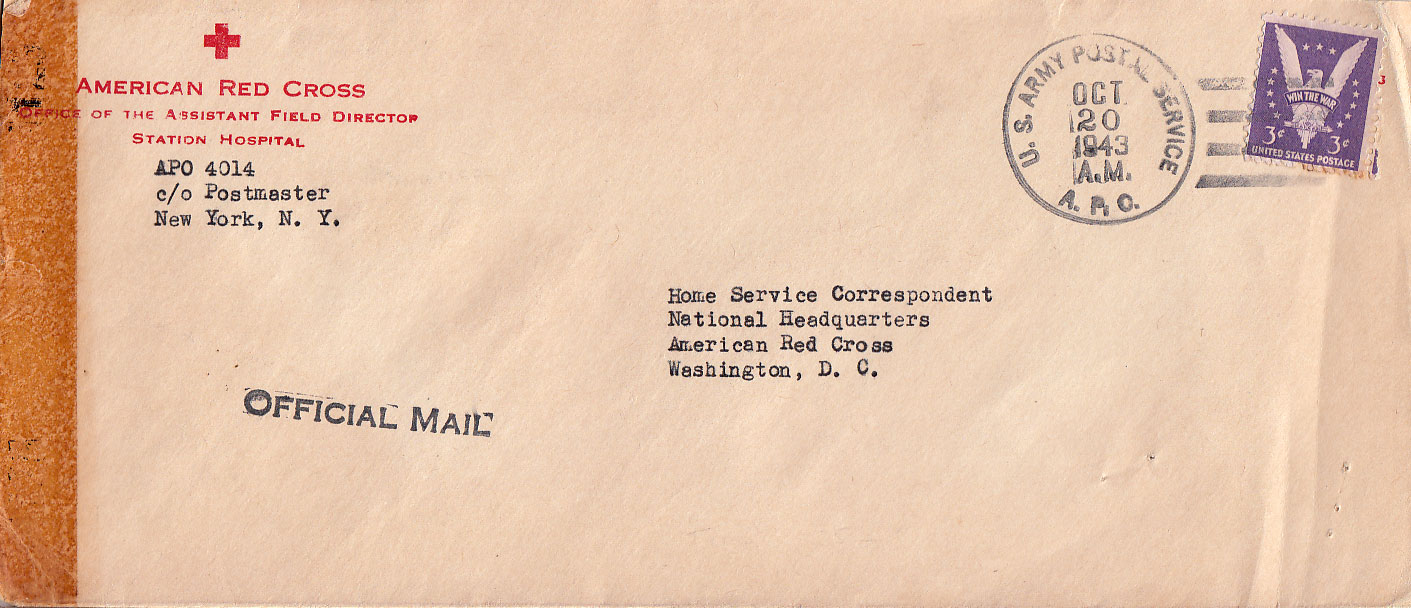 AMERICAN RED CROSS
OFFICE OF THE ASSISTANT FIELD DIRECTOR
STATION HOSPITAL
APO 4014
c/o Postmaster
New York, N. Y.
U. S. ARMY POSTAL SERVICE
OCT
20
1943
A.M.
A. P. O.
WIN THE WAR
3¢ 3¢
UNITED STATES POSTAGE
3
Home Service Correspondent
National Headquarters
American Red Cross
Washington, D. C.
OFFICIAL MAIL